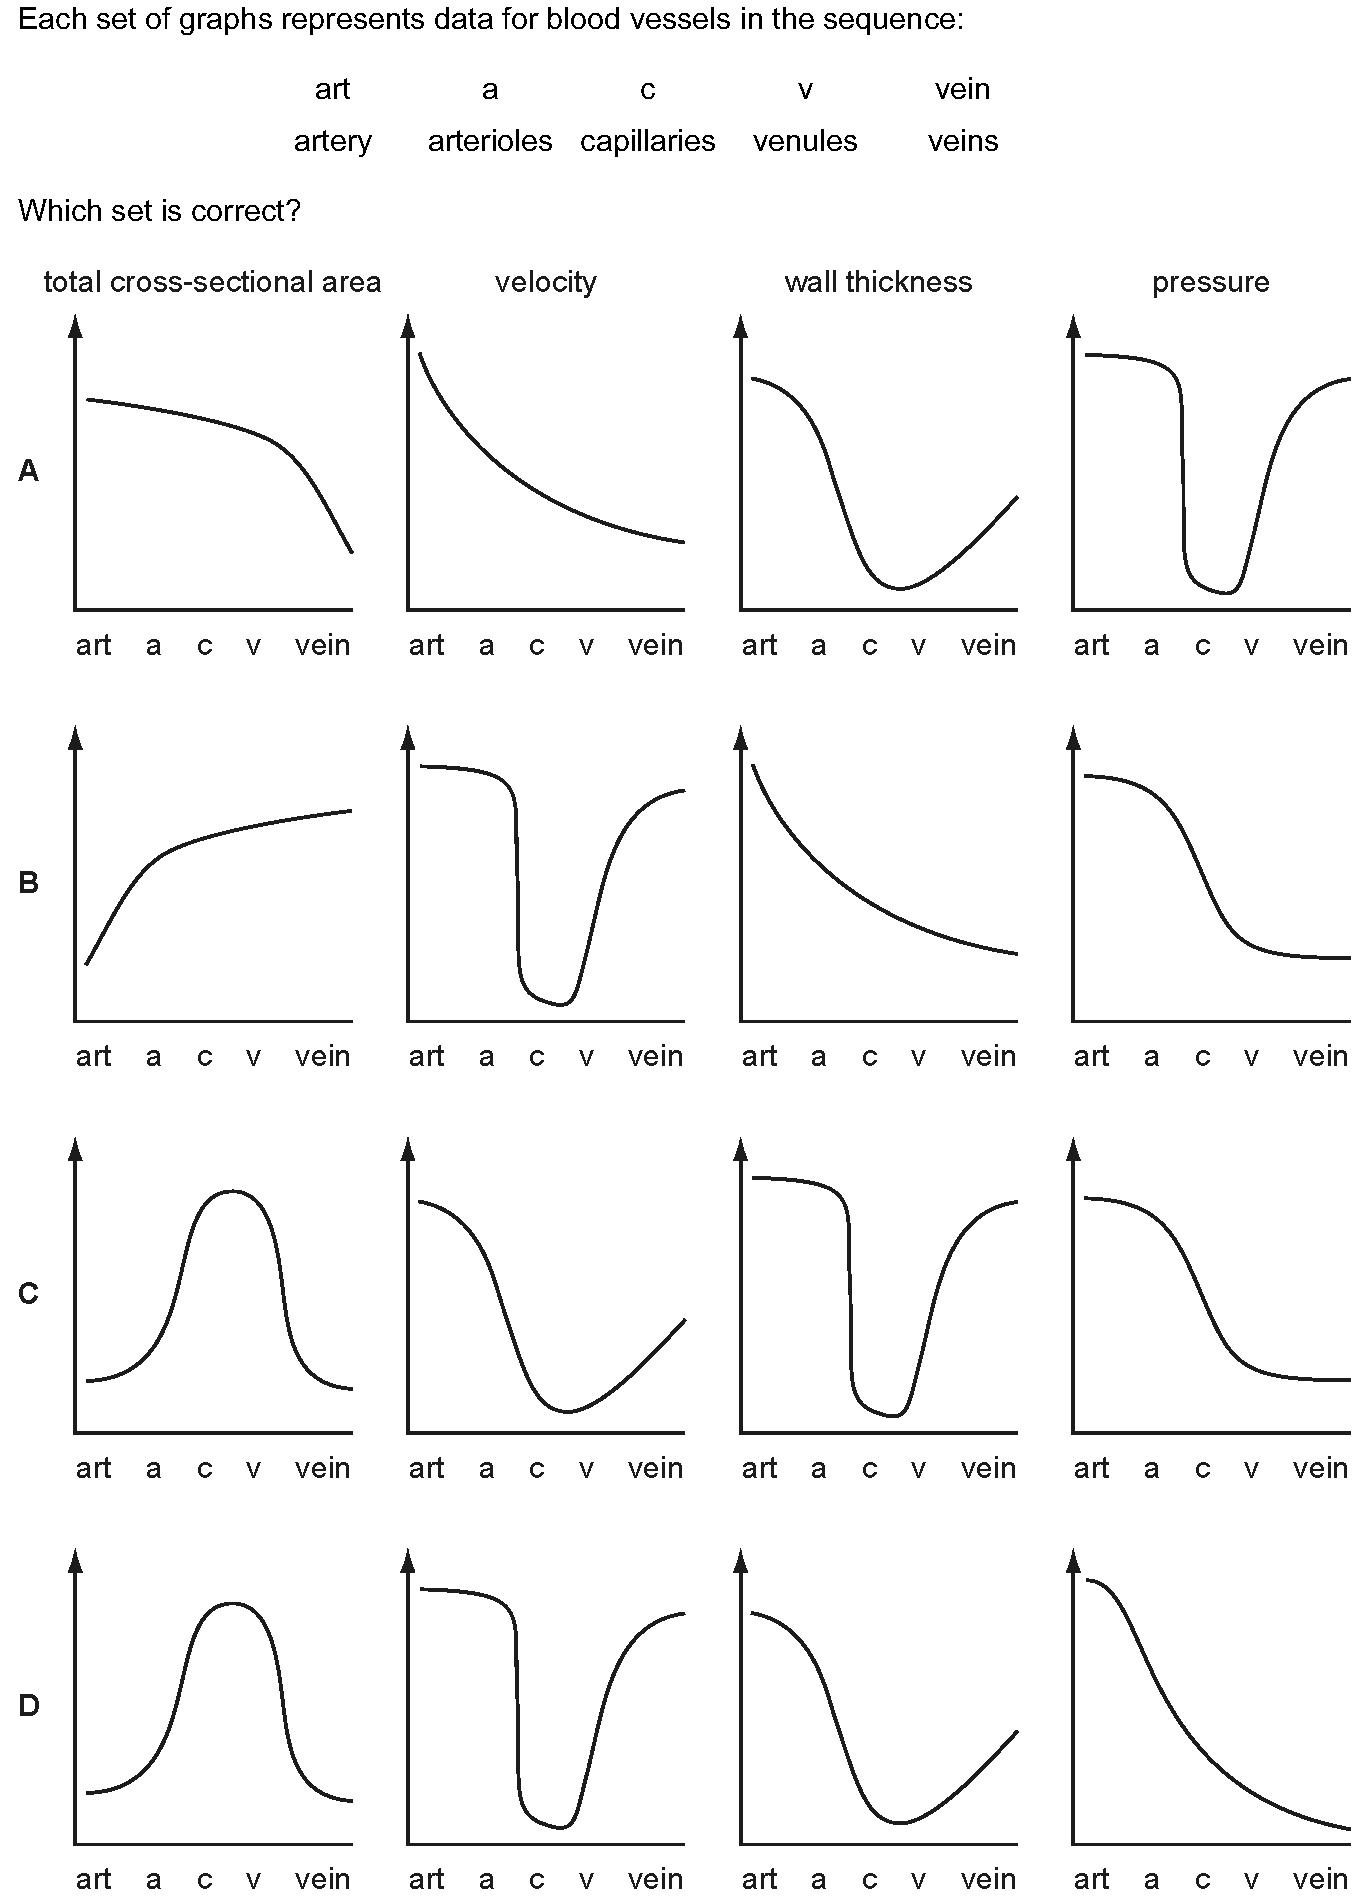 Each set of graphs represents data for blood vessels in the sequence:
art a c v vein
artery arterioles capillaries venules veins
Which set is correct?
total cross-sectional area velocity wall thickness pressure
A
art a c v vein art a c v vein art a c v vein art a c v vein
B
art a c v vein art a c v vein art a c v vein art a c v vein
C
art a c v vein art a c v vein art a c v vein art a c v vein
D
art a c v vein art a c v vein art a c v vein art a c v vein